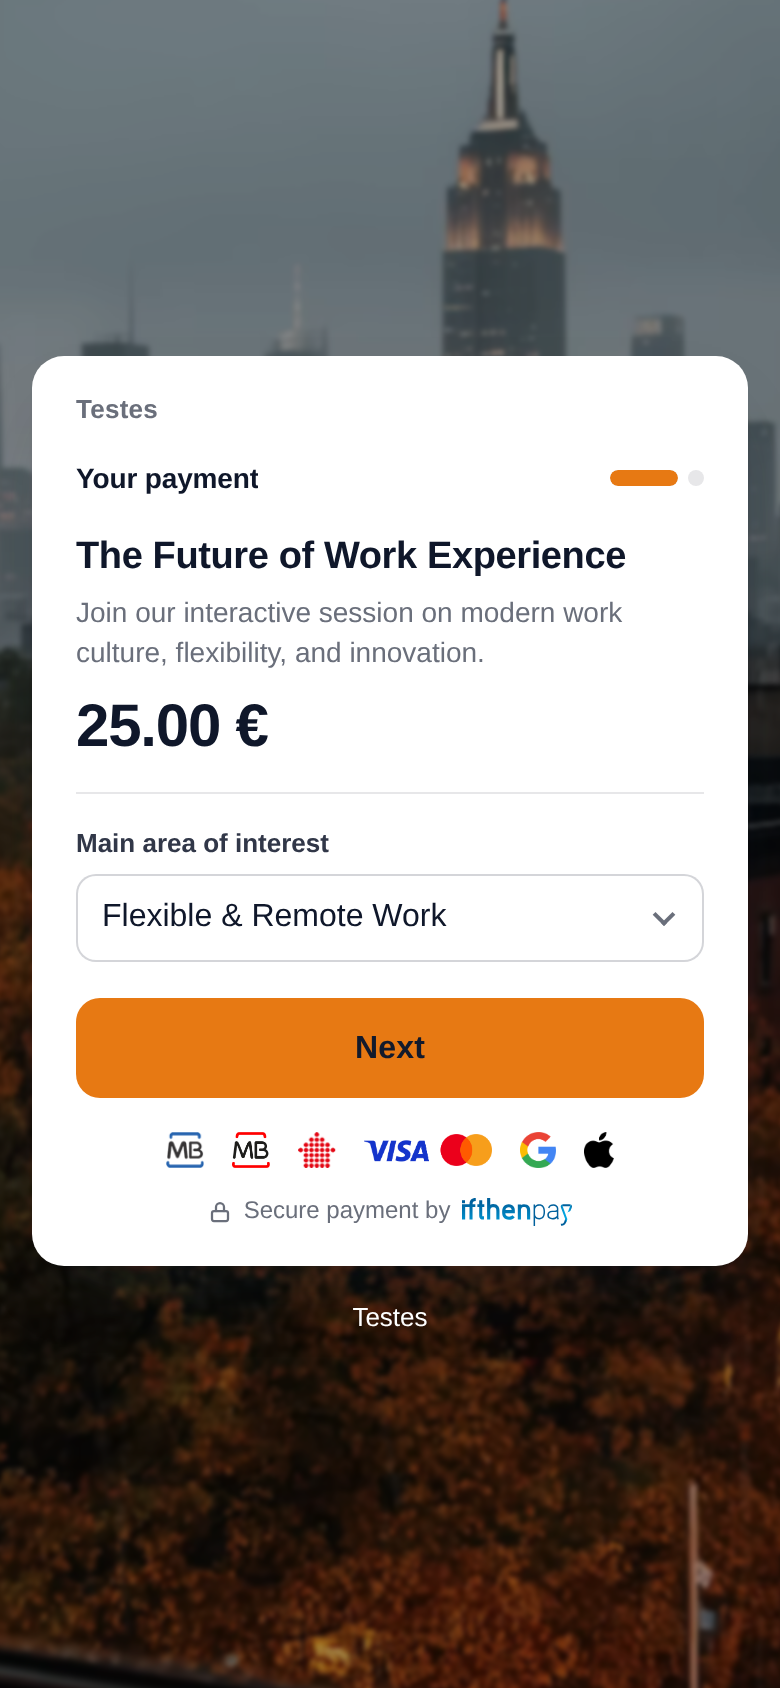 Testes
Your payment
The Future of Work Experience
Join our interactive session on modern work
culture, flexibility, and innovation.
25.00 €
Main area of interest
Flexible & Remote Work
Next
MB MB VISA
Secure payment by ifthenpay
Testes